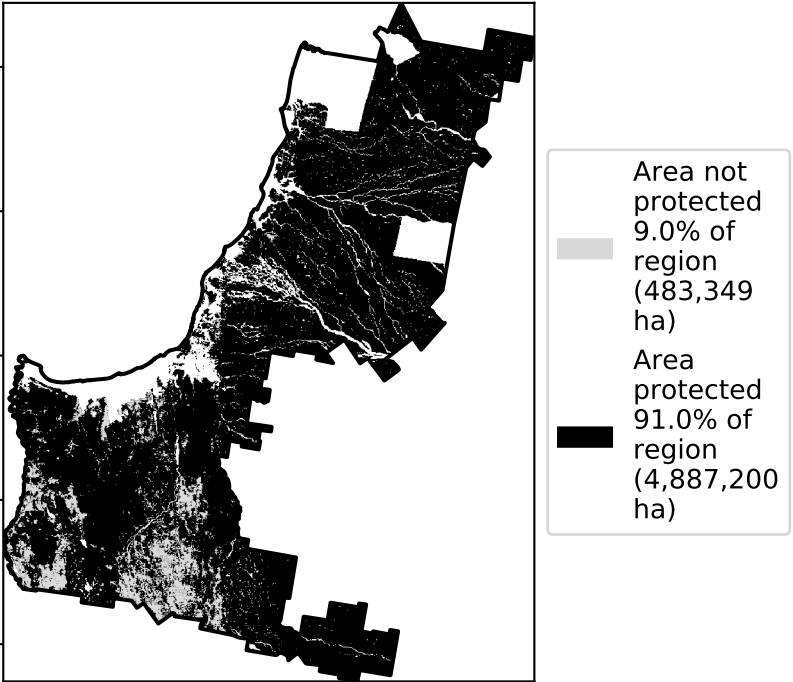 Area not
protected
9.0% of
region
(483,349
ha)
Area
protected
91.0% of
region
(4,887,200
ha)